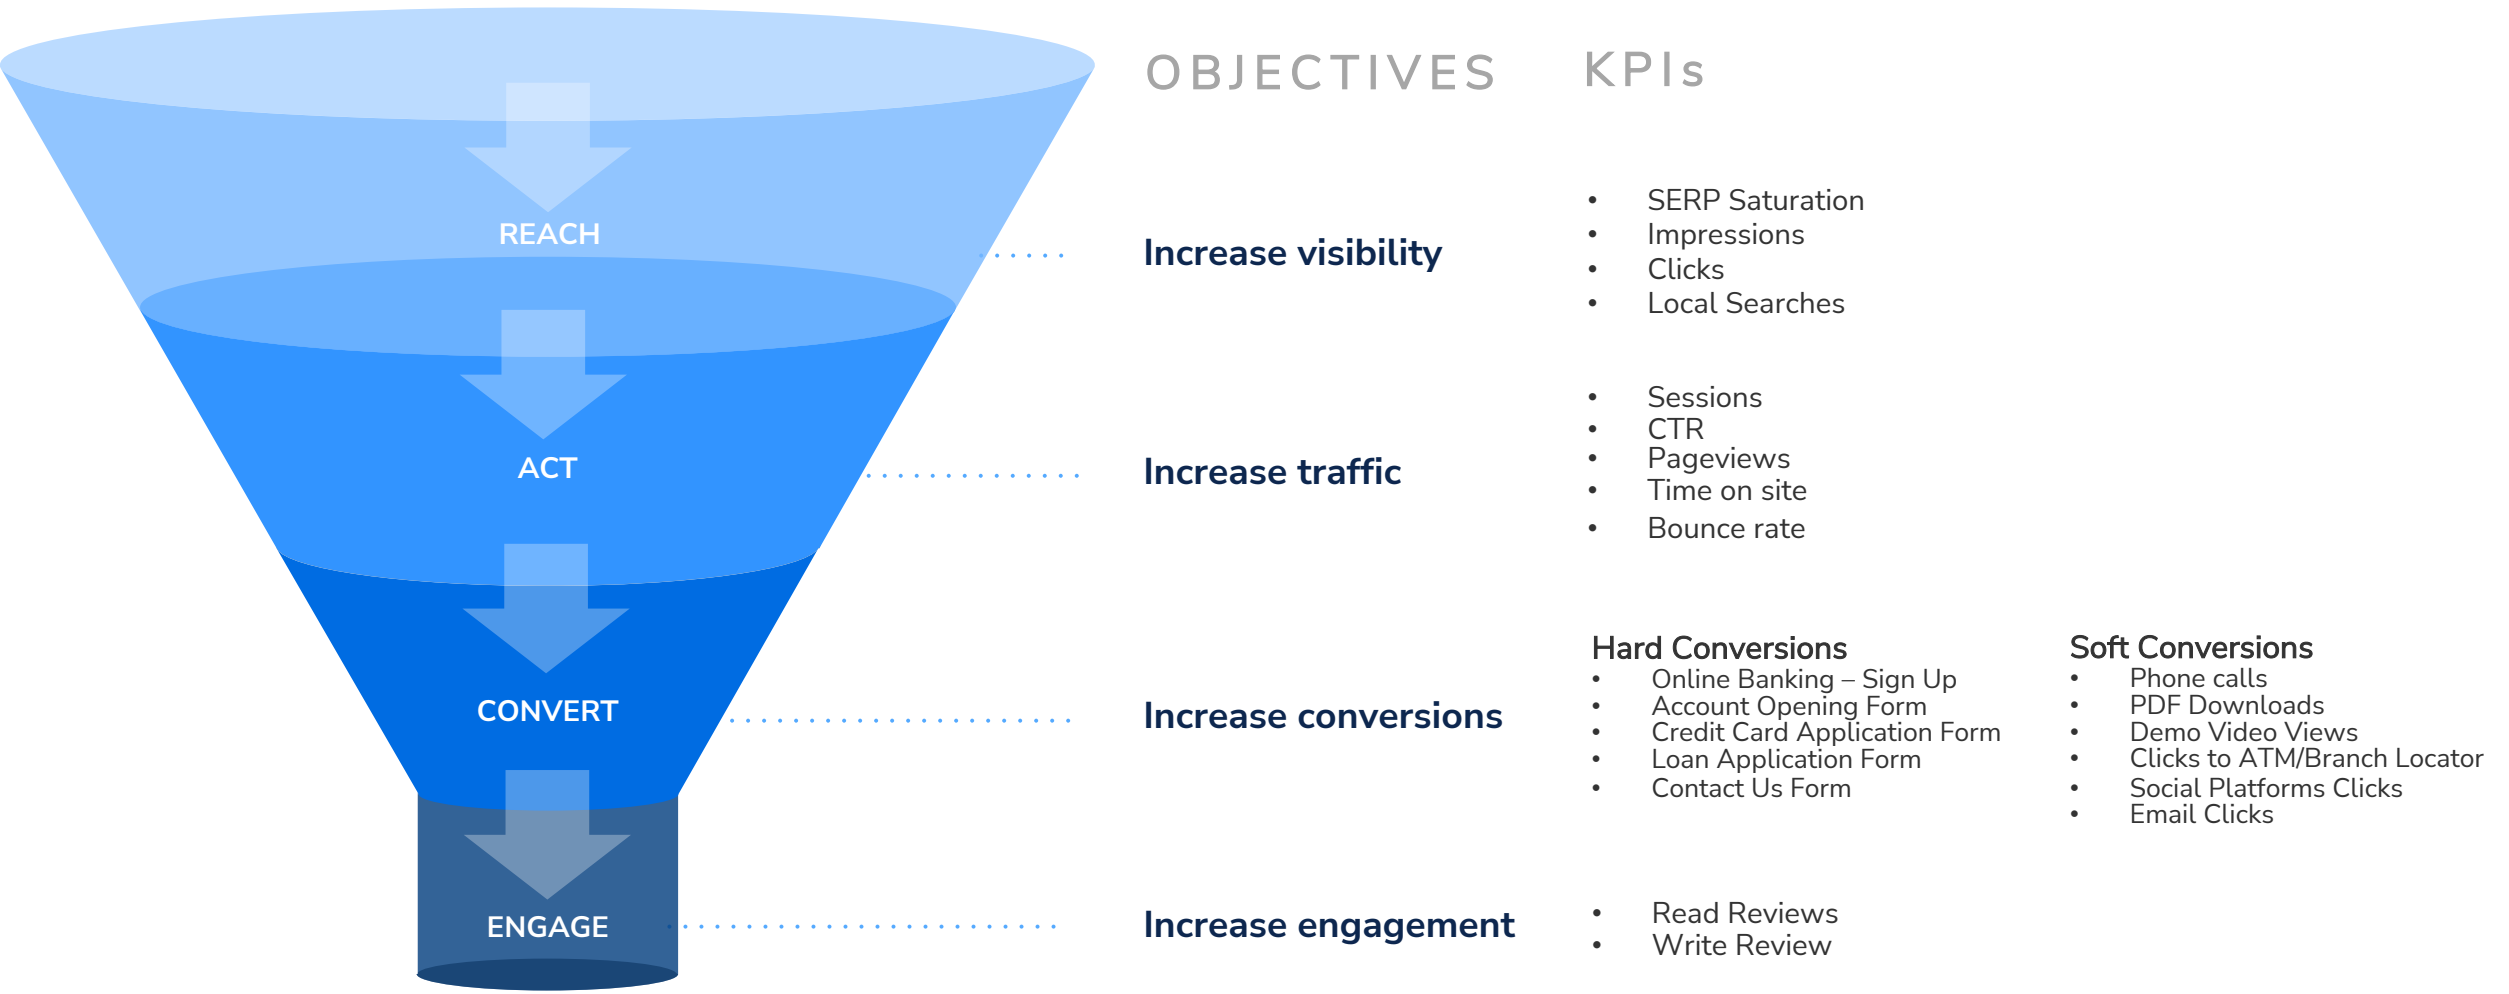 OBJECTIVES
KPIs
REACH
Increase visibility
• SERP Saturation
• Impressions
• Clicks
• Local Searches
ACT
Increase traffic
• Sessions
• CTR
• Pageviews
• Time on site
• Bounce rate
CONVERT
Increase conversions
Hard Conversions
• Online Banking – Sign Up
• Account Opening Form
• Credit Card Application Form
• Loan Application Form
• Contact Us Form
Soft Conversions
• Phone calls
• PDF Downloads
• Demo Video Views
• Clicks to ATM/Branch Locator
• Social Platforms Clicks
• Email Clicks
ENGAGE
Increase engagement
• Read Reviews
• Write Review